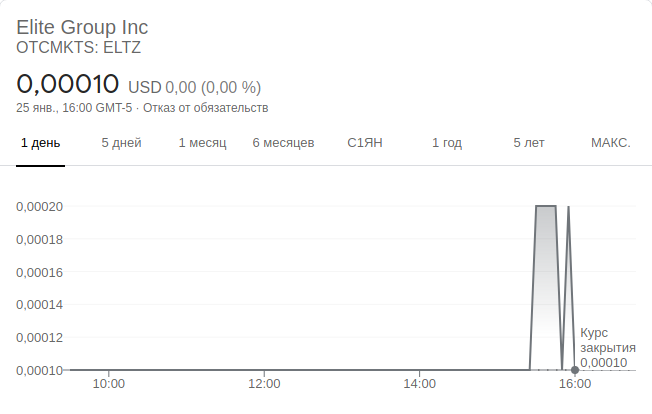 Elite Group Inc
OTCMKTS: ELTZ
0,00010 USD 0,00 (0,00 %)
25 янв., 16:00 GMT-5 · Отказ от обязательств
1 день 5 дней 1 месяц 6 месяцев С1ЯН 1 год 5 лет МАКС.
0,00020
0,00018
0,00016
0,00014
0,00012
0,00010
Курс
закрытия
0,00010
10:00 12:00 14:00 16:00